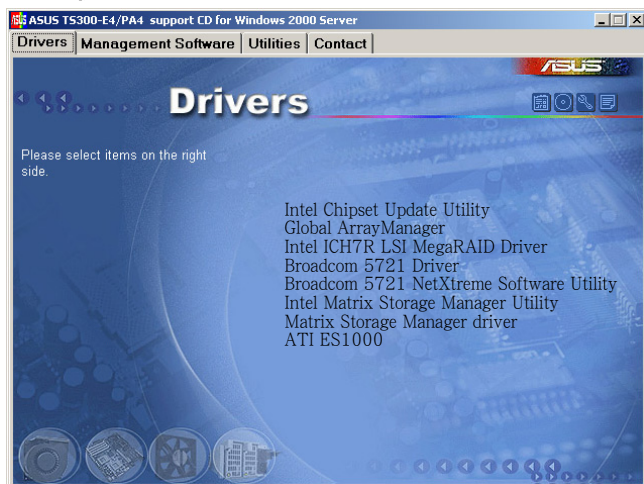 ASUS TS300-E4/PA4 support CD for Windows 2000 Server
Drivers Management Software Utilities Contact
/SUS
Drivers
Please select items on the right
side.
Intel Chipset Update Utility
Global ArrayManager
Intel ICH7R LSI MegaRAID Driver
Broadcom 5721 Driver
Broadcom 5721 NetXtreme Software Utility
Intel Matrix Storage Manager Utility
Matrix Storage Manager driver
ATI ES1000